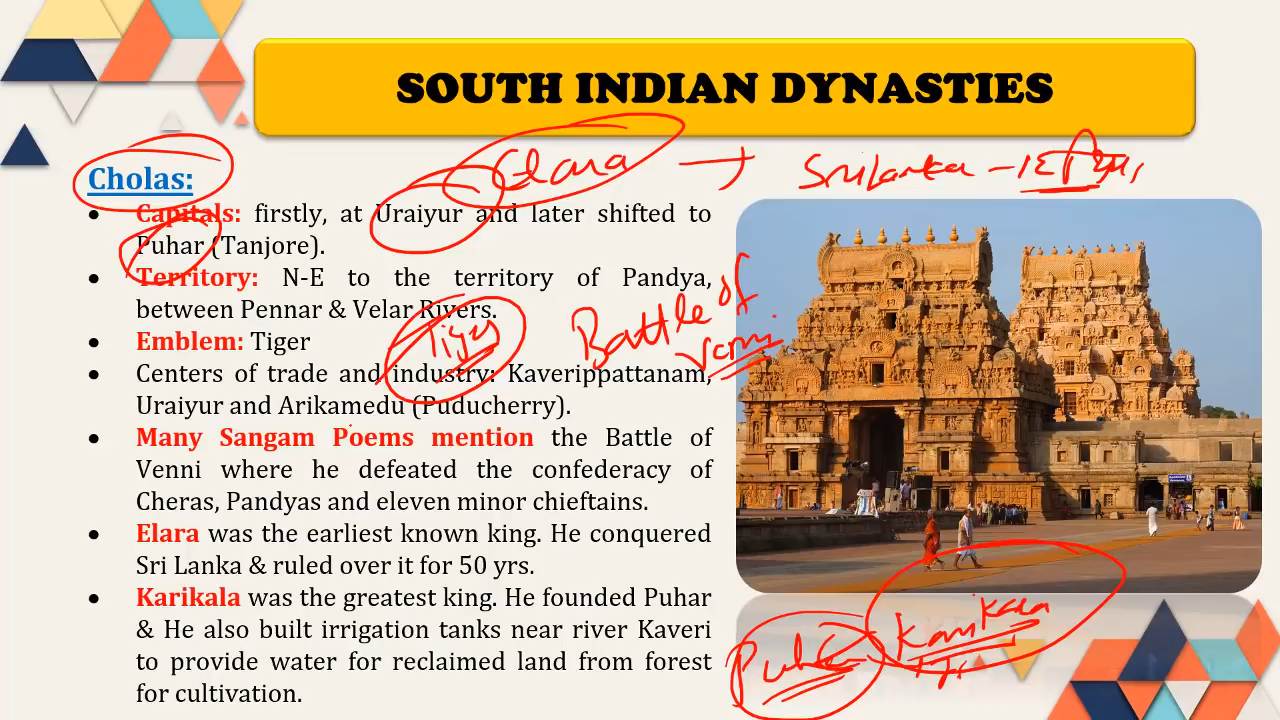 SOUTH INDIAN DYNASTIES
Elara → Sri Lanka -
Cholas:
• Capitals: firstly, at Uraiyur and later shifted to
Puhar (Tanjore).
• Territory: N-E to the territory of Pandya,
between Pennar & Velar Rivers.
Tiger
Battle of
Venni
• Emblem: Tiger
• Centers of trade and industry: Kaverippattanam,
Uraiyur and Arikamedu (Puducherry).
• Many Sangam Poems mention the Battle of
Venni where he defeated the confederacy of
Cheras, Pandyas and eleven minor chieftains.
• Elara was the earliest known king. He conquered
Sri Lanka & ruled over it for 50 yrs.
• Karikala was the greatest king. He founded Puhar
& He also built irrigation tanks near river Kaveri
to provide water for reclaimed land from forest
for cultivation.
Puhar
Karikala